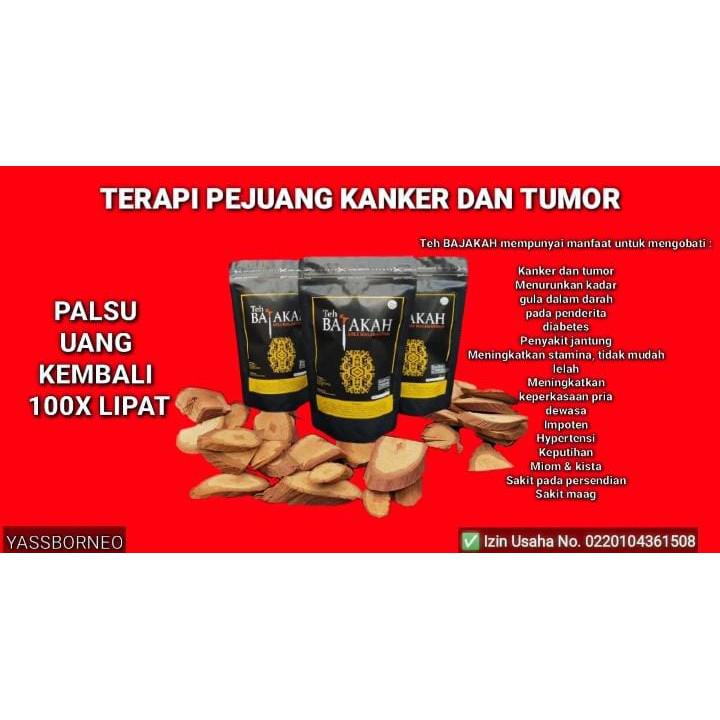 TERAPI PEJUANG KANKER DAN TUMOR
Teh BAJAKAH mempunyai manfaat untuk mengobati :
Kanker dan tumor
Menurunkan kadar
gula dalam darah
pada penderita
diabetes
Penyakit jantung
Meningkatkan stamina, tidak mudah
lelah
Meningkatkan
keperkasaan pria
dewasa
Impoten
Hypertensi
Keputihan
Miom & kista
Sakit pada persendian
Sakit maag
PALSU
UANG
KEMBALI
100X LIPAT
Teh
BAJAKA
Teh
BAJAKAH
AKAH
YASSBORNEO
✅ Izin Usaha No. 0220104361508